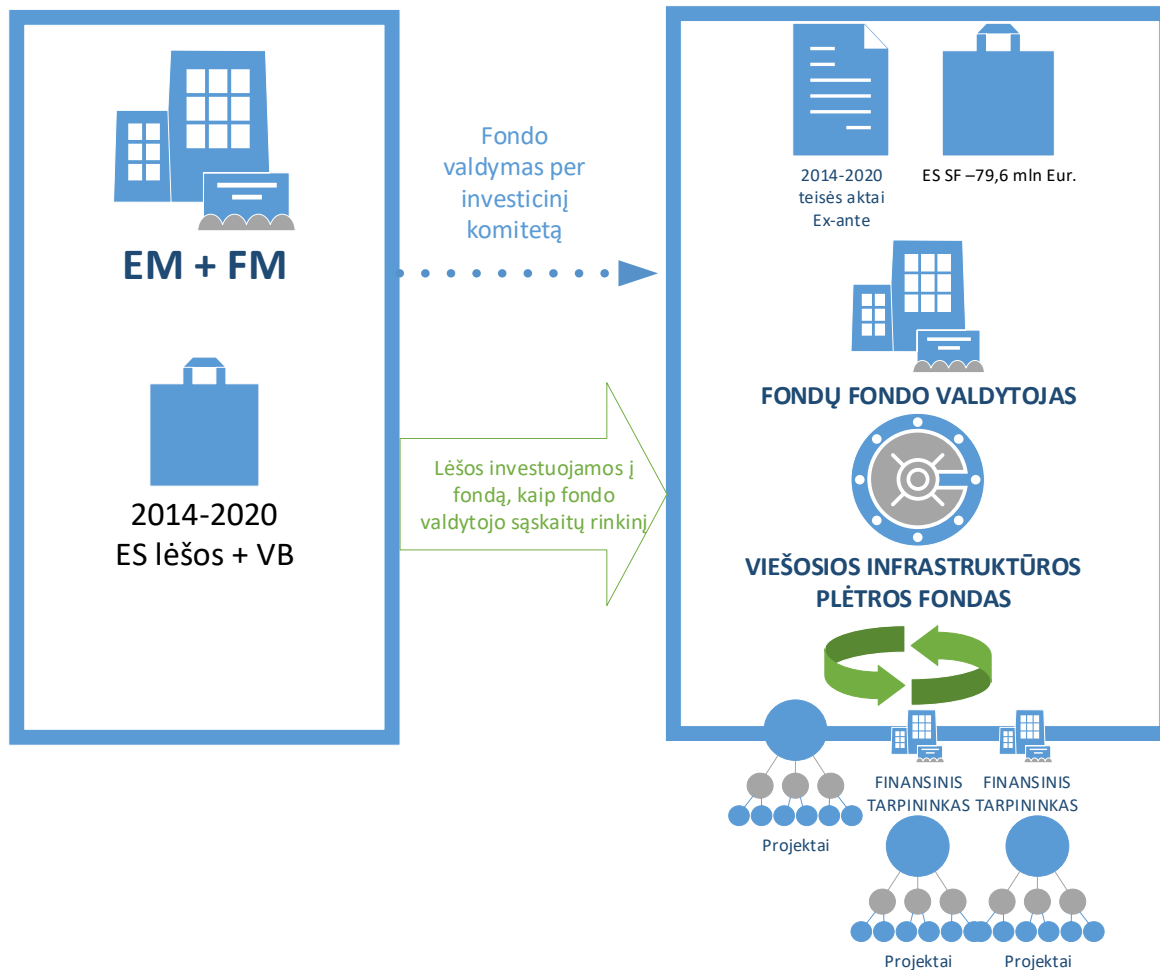 EM + FM
2014-2020
ES lėšos + VB
Fondo
valdymas per
investicinį
komitetą
Lėšos investuojamos į
fondą, kaip fondo
valdytojo sąskaitų rinkinį
2014-2020
teisės aktai
Ex-ante
ES SF –79,6 mln Eur.
FONDŲ FONDO VALDYTOJAS
VIEŠOSIOS INFRASTRUKTŪROS
PLĖTROS FONDAS
Projektai
FINANSINIS
TARPININKAS
Projektai
FINANSINIS
TARPININKAS
Projektai